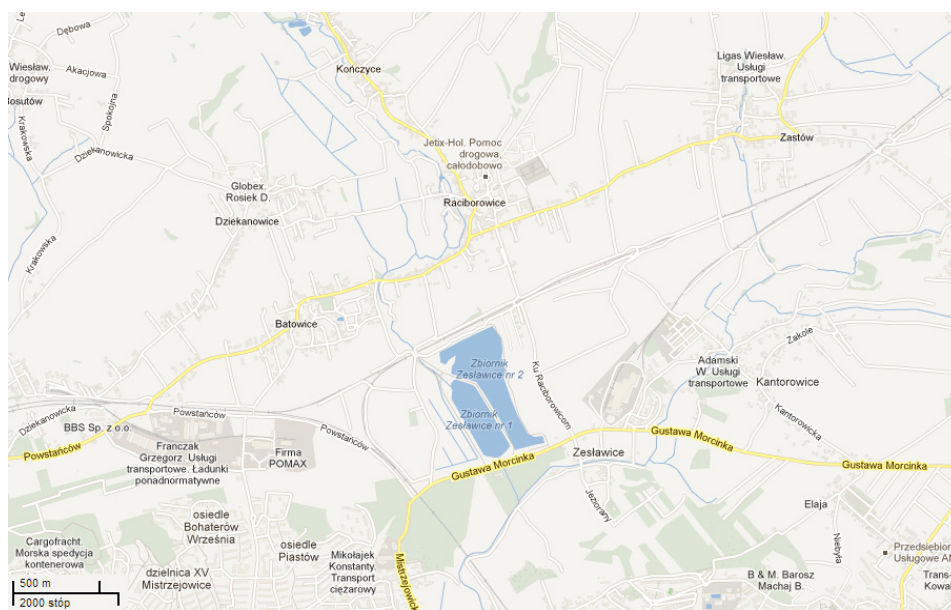 Dębowa
Wiesław.
drogowy
Bosutów
Akacjowa
Spokojna
Krakowska
Dziekanowicka
Krakowska
Kończyce
Ligas Wiesław.
Usługi
transportowe
Zastów
Jetix-Hol. Pomoc
drogowa,
całodobowo
Globex.
Rosiek D.
Dziekanowice
Raciborowice
Batowice
Zbiornik
Zesławice nr 2
Zbiornik
Zesławice nr 1
Ku Raciborowicom
Zakole
Adamski
W. Usługi
transportowe
Kantorowice
Kantorowicka
Dziekanowicka
BBS Sp. z o.o.
Powstańców
Powstańców
Powstańców
Franczak
Grzegorz. Usługi
transportowe. Ładunki
ponadnormatywne
Firma
POMAX
Gustawa Morcinka
Gustawa Morcinka
Gustawa Morcinka
Zesławice
Jeziorany
Elaja
Niebyła
osiedle
Bohaterów
Września
osiedle
Piastów
Cargofracht.
Morska spedycja
kontenerowa
dzielnica XV
Mistrzejowice
Mikołajek
Konstanty.
Transport
ciężarowy
Mistrzejowick
B & M. Barosz
Machaj B.
Przedsiębior
Usługowe AN
Trans-
Kowa
500 m
2000 stóp